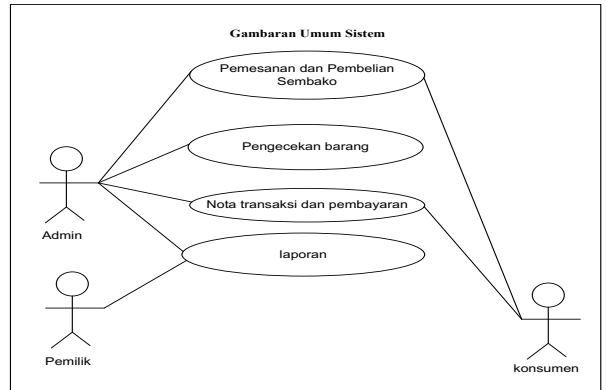 Gambaran Umum Sistem
Pemesanan dan Pembelian
Sembako
Pengecekan barang
Nota transaksi dan pembayaran
laporan
Admin
Pemilik
konsumen